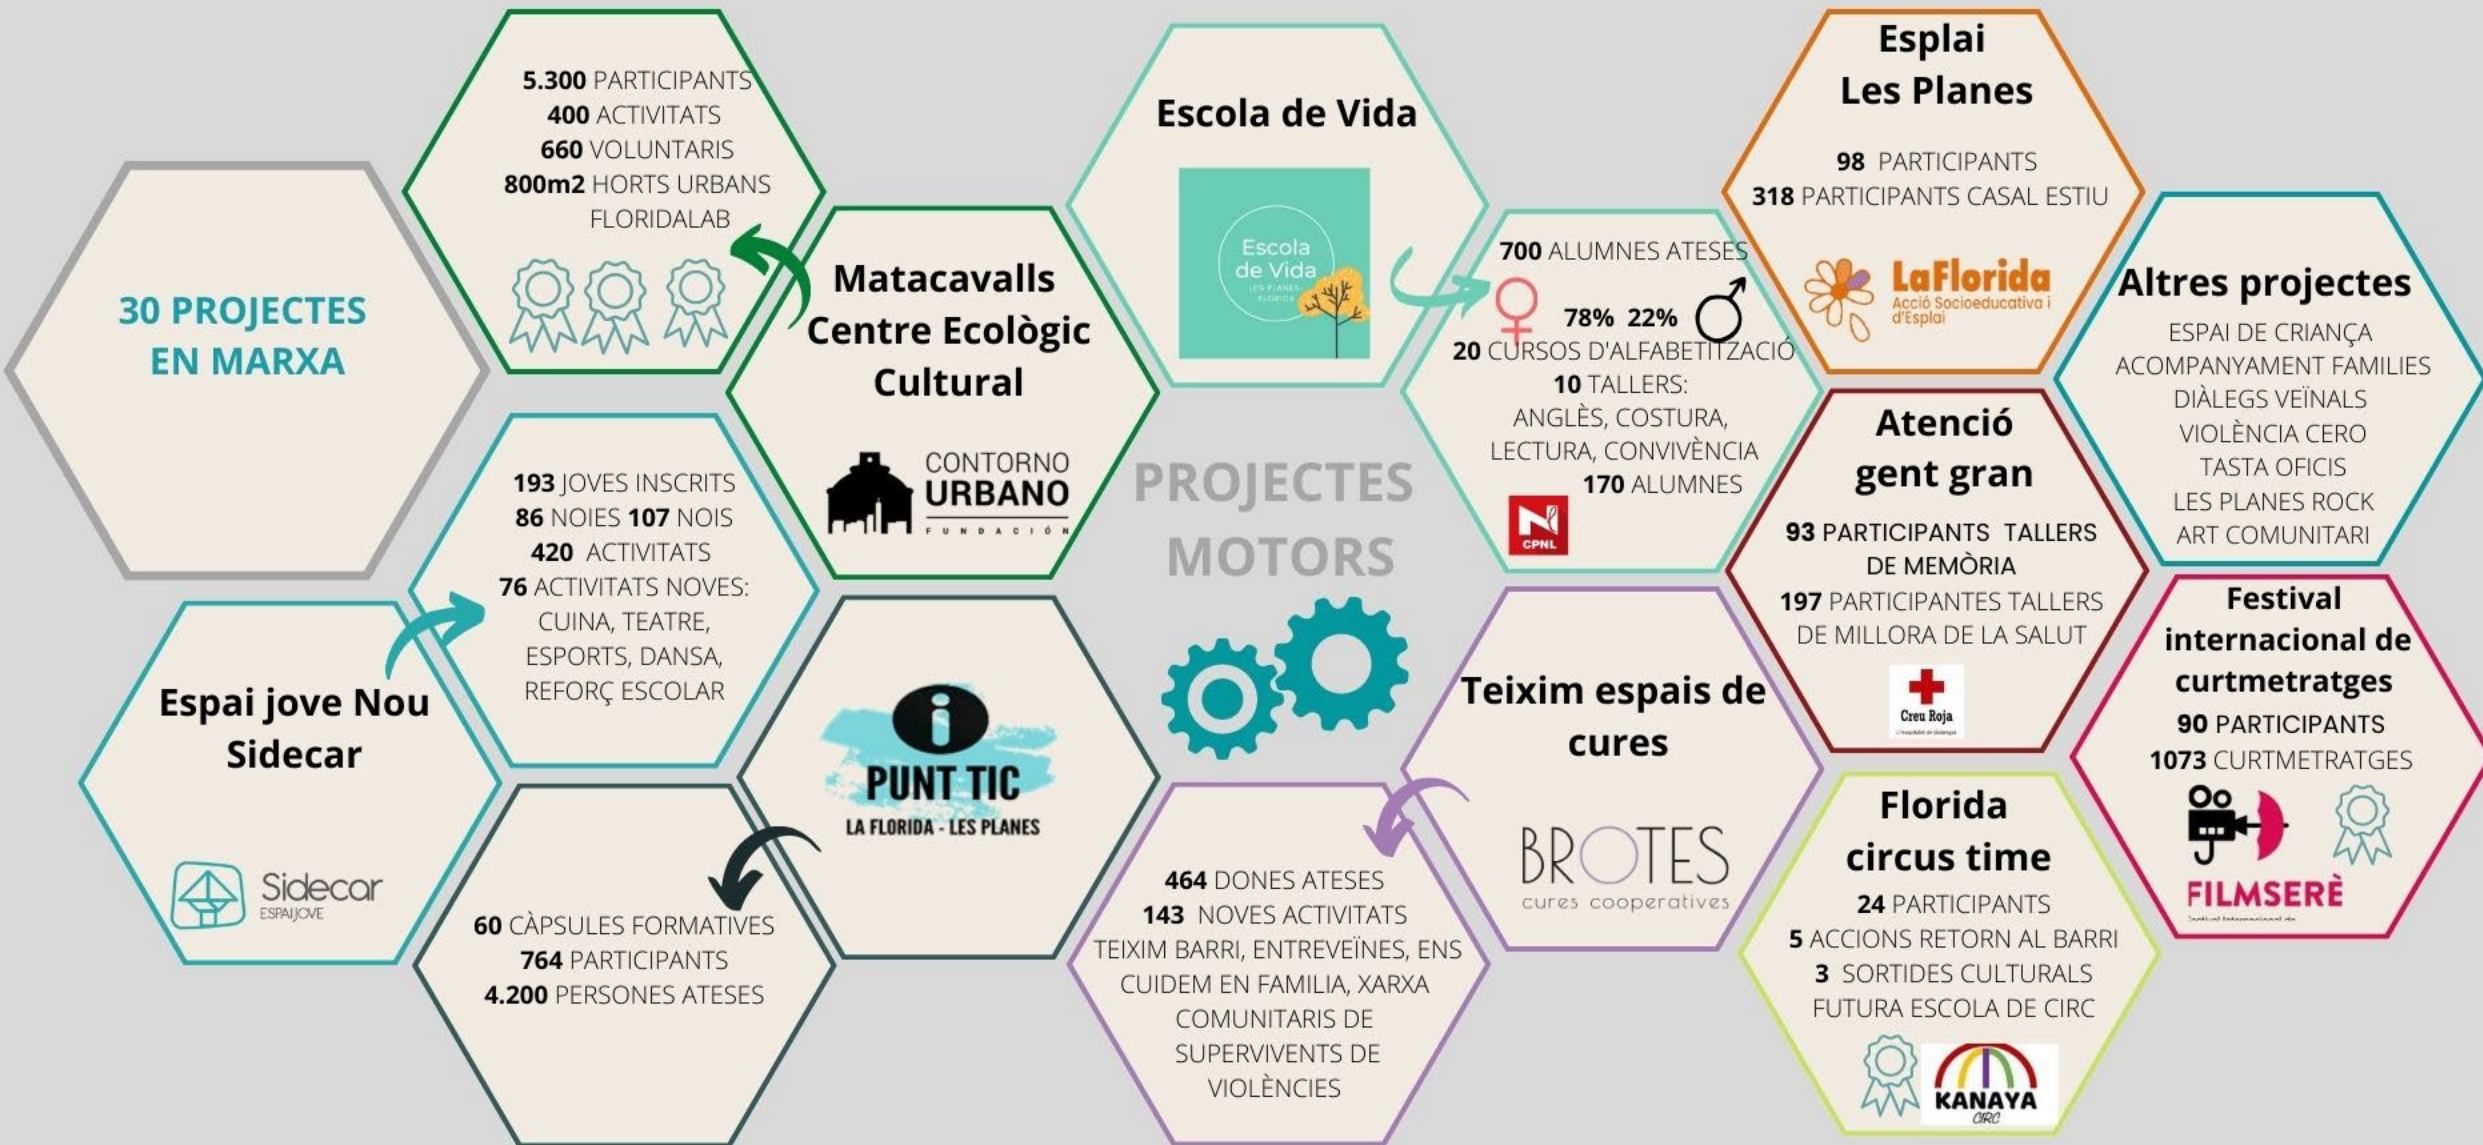 30 PROJECTES
EN MARXA
5.300 PARTICIPANTS
400 ACTIVITATS
660 VOLUNTARIS
800m2 HORTS URBANS
FLORIDALAB
Matacavalls
Centre Ecològic
Cultural
CONTORNO
URBANO
FUNDACIÓN
193 JOVES INSCRITS
86 NOIES 107 NOIS
420 ACTIVITATS
76 ACTIVITATS NOVES:
CUINA, TEATRE,
ESPORTS, DANSA,
REFORÇ ESCOLAR
Espai jove Nou
Sidecar
Sidecar
ESPAIJOVE
PUNT TIC
LA FLORIDA - LES PLANES
60 CÀPSULES FORMATIVES
764 PARTICIPANTS
4.200 PERSONES ATESES
PROJECTES
MOTORS
Escola de Vida
Escola
de Vida
LES PLANES-
FLORIDA
700 ALUMNES ATESES
78% 22%
20 CURSOS D'ALFABETITZACIÓ
10 TALLERS:
ANGLÈS, COSTURA,
LECTURA, CONVIVÈNCIA
170 ALUMNES
CPNL
Teixim espais de
cures
BROTES
cures cooperatives
464 DONES ATESES
143 NOVES ACTIVITATS
TEIXIM BARRI, ENTREVEÏNES, ENS
CUIDEM EN FAMILIA, XARXA
COMUNITARIS DE
SUPERVIVENTS DE
VIOLÈNCIES
Esplai
Les Planes
98 PARTICIPANTS
318 PARTICIPANTS CASAL ESTIU
LaFlorida
Acció Socioeducativa i
d'Esplai
Atenció
gent gran
93 PARTICIPANTS TALLERS
DE MEMÒRIA
197 PARTICIPANTES TALLERS
DE MILLORA DE LA SALUT
Creu Roja
Altres projectes
ESPAI DE CRIANÇA
ACOMPANYAMENT FAMILIES
DIÀLEGS VEÏNALS
VIOLÈNCIA CERO
TASTA OFICIS
LES PLANES ROCK
ART COMUNITARI
Festival
internacional de
curtmetratges
90 PARTICIPANTS
1073 CURTMETRATGES
FILMSERÈ
Florida
circus time
24 PARTICIPANTS
5 ACCIONS RETORN AL BARRI
3 SORTIDES CULTURALS
FUTURA ESCOLA DE CIRC
KANAYA
CIRC